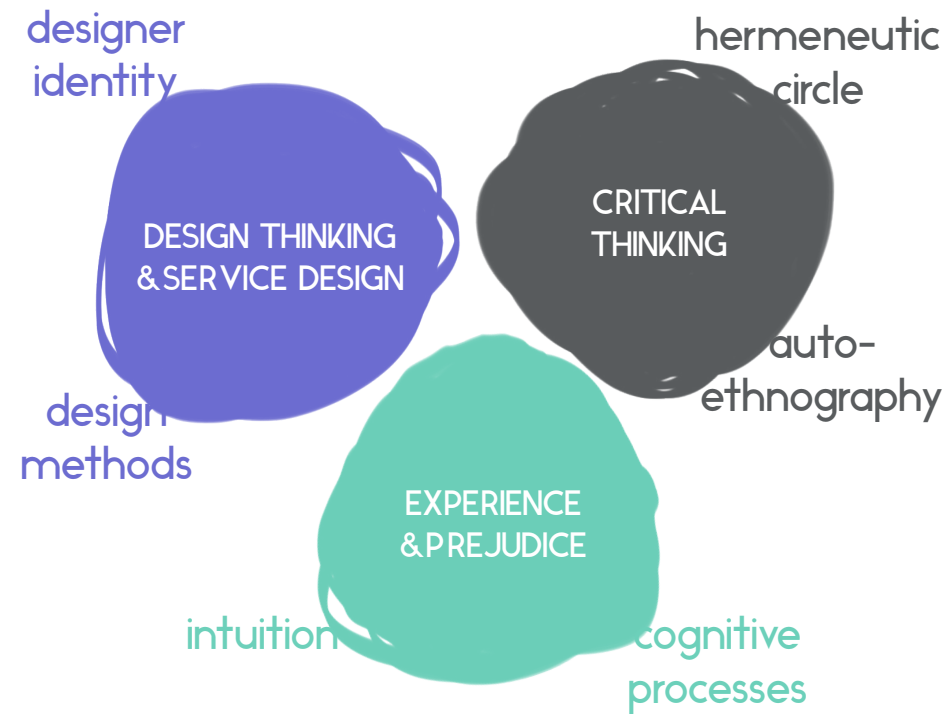 designer
identity
hermeneutic
circle
DESIGN THINKING
&SERVICE DESIGN
CRITICAL
THINKING
auto-
ethnography
design
methods
EXPERIENCE
&PREJUDICE
intuition
cognitive
processes